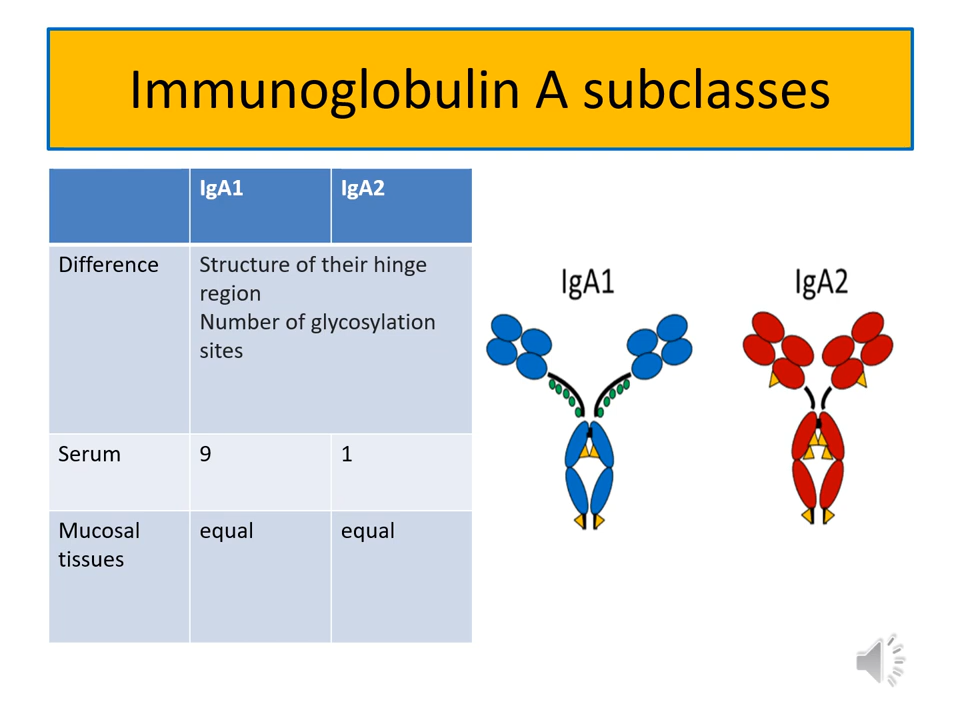 Immunoglobulin A subclasses
IgA1 IgA2
Difference Structure of their hinge
region
Number of glycosylation
sites
Serum 9 1
Mucosal equal equal
tissues
IgA1 IgA2